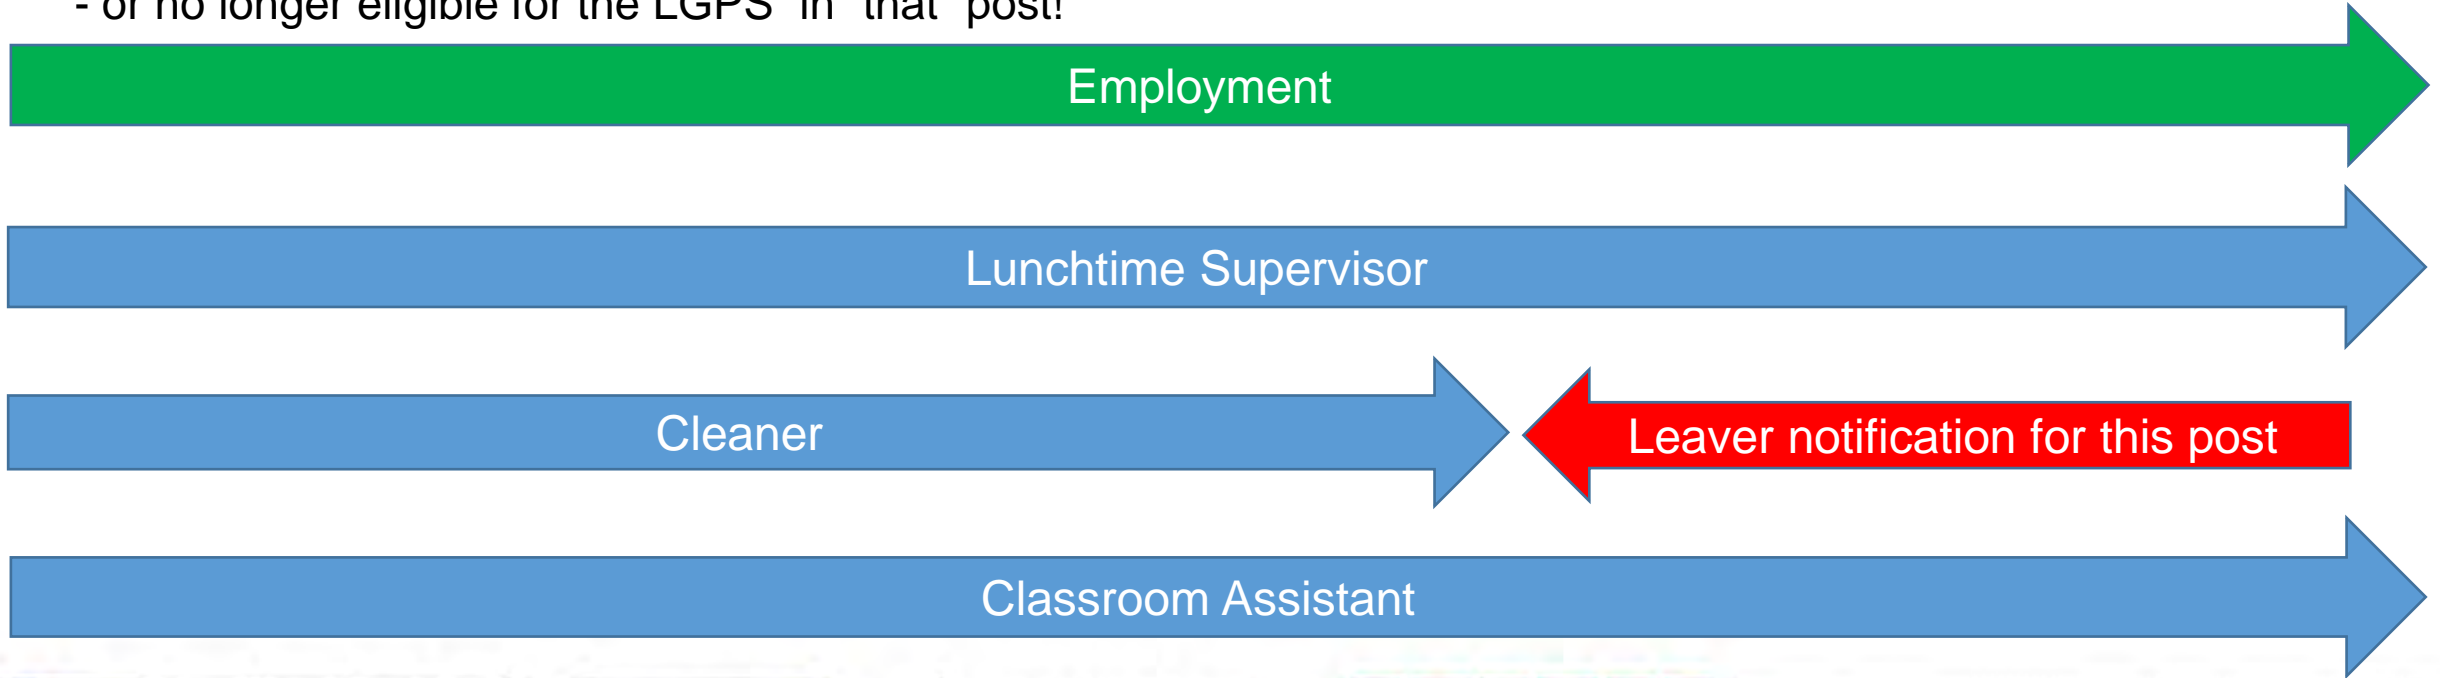 - or no longer eligible for the LGPS "in" "that" post!
Employment
Lunchtime Supervisor
Cleaner
Leaver notification for this post
Classroom Assistant